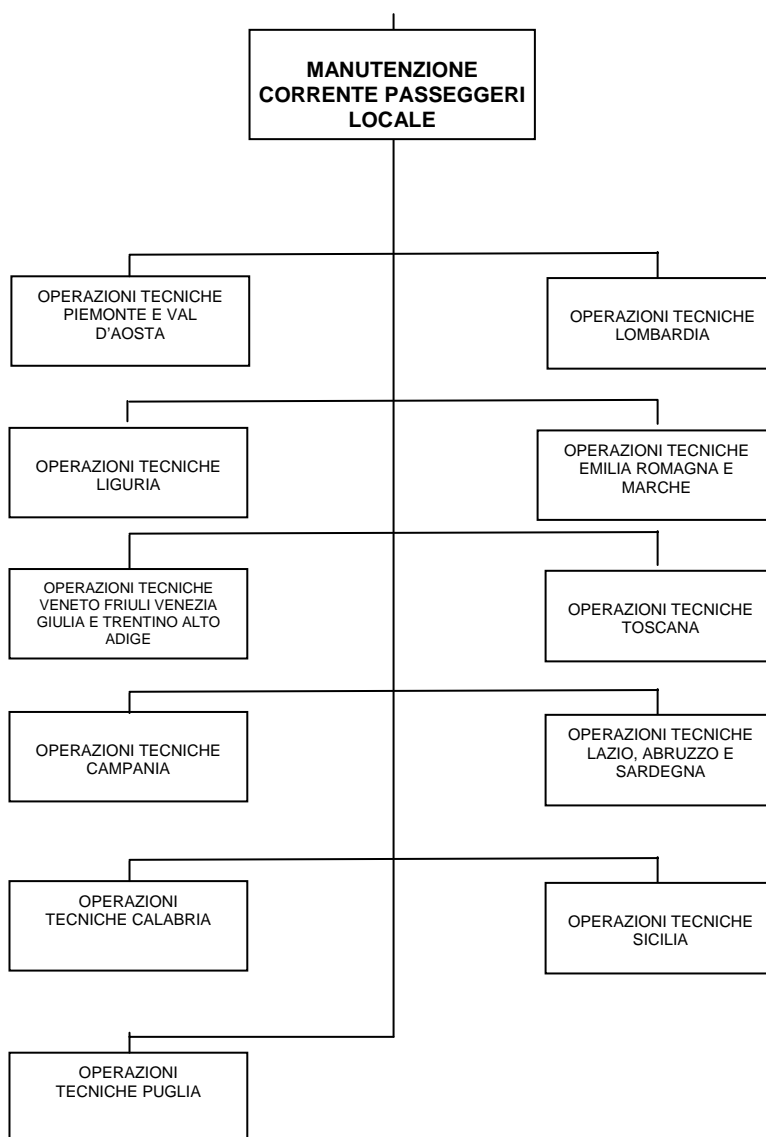 MANUTENZIONE
CORRENTE PASSEGGERI
LOCALE
OPERAZIONI TECNICHE
PIEMONTE E VAL
D'AOSTA
OPERAZIONI TECNICHE
LOMBARDIA
OPERAZIONI TECNICHE
LIGURIA
OPERAZIONI TECNICHE
EMILIA ROMAGNA E
MARCHE
OPERAZIONI TECNICHE
VENETO FRIULI VENEZIA
GIULIA E TRENTINO ALTO
ADIGE
OPERAZIONI TECNICHE
TOSCANA
OPERAZIONI TECNICHE
CAMPANIA
OPERAZIONI TECNICHE
LAZIO, ABRUZZO E
SARDEGNA
OPERAZIONI
TECNICHE CALABRIA
OPERAZIONI TECNICHE
SICILIA
OPERAZIONI
TECNICHE PUGLIA